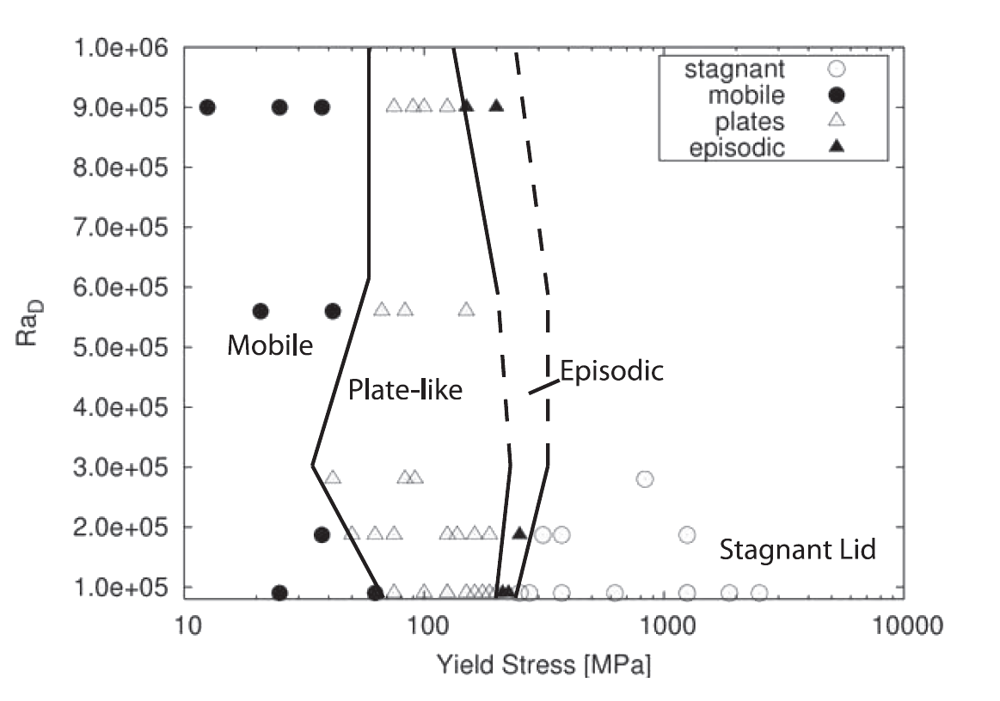 1.0e+06
9.0e+05
8.0e+05
7.0e+05
6.0e+05
5.0e+05
4.0e+05
3.0e+05
2.0e+05
1.0e+05
RaD
stagnant
mobile
plates
episodic
Mobile
Plate-like
Episodic
Stagnant Lid
10
100
1000
10000
Yield Stress [MPa]